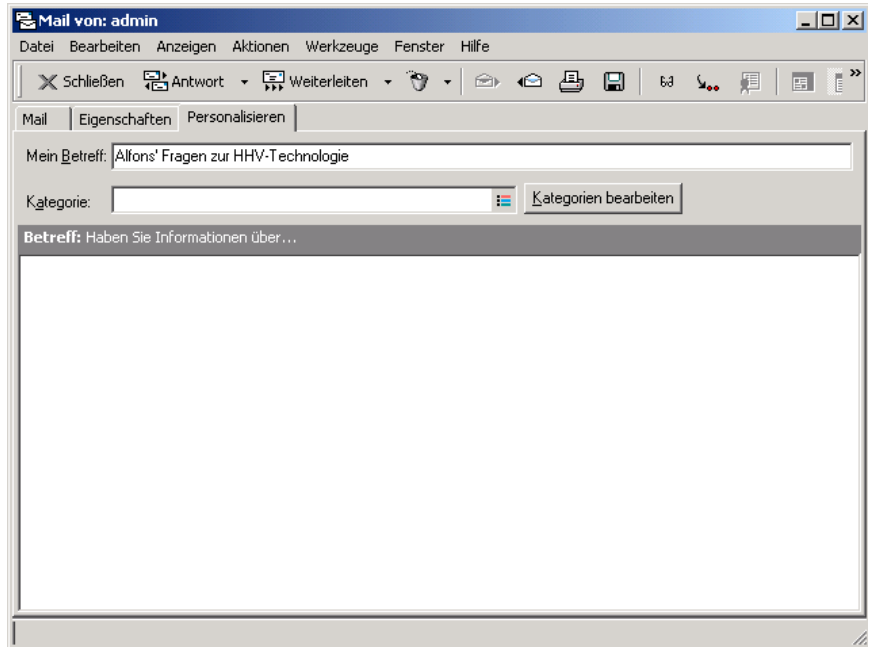 Mail von: admin
Datei Bearbeiten Anzeigen Aktionen Werkzeuge Fenster Hilfe
Schließen Antwort Weiterleiten
Mail Eigenschaften Personalisieren
Mein Betreff: Alfons' Fragen zur HHV-Technologie
Kategorie: Kategorien bearbeiten
Betreff: Haben Sie Informationen über...